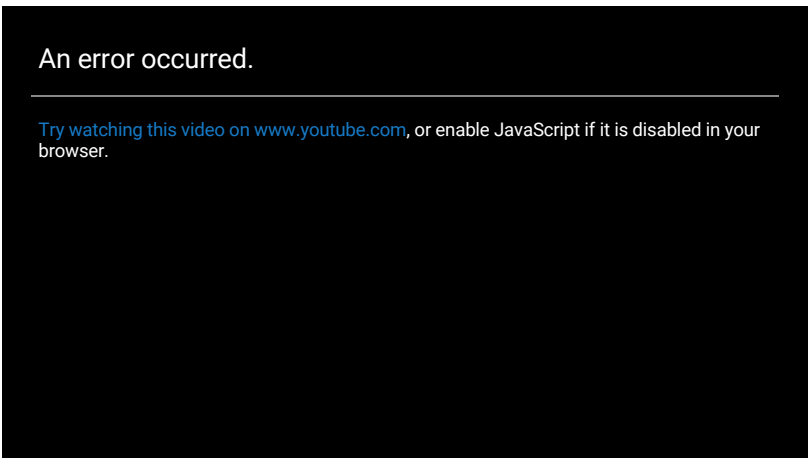 An error occurred.
Try watching this video on www.youtube.com, or enable JavaScript if it is disabled in your
browser.